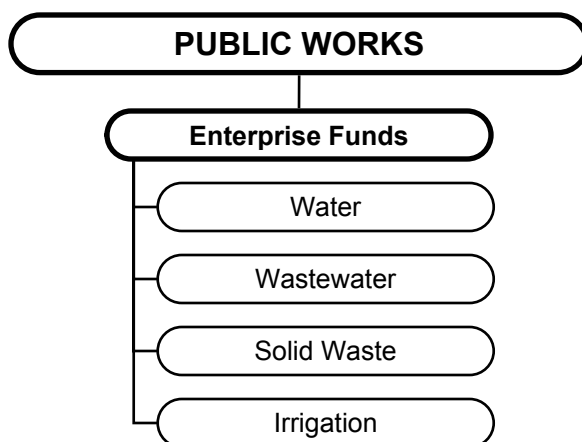 PUBLIC WORKS
Enterprise Funds
Water
Wastewater
Solid Waste
Irrigation